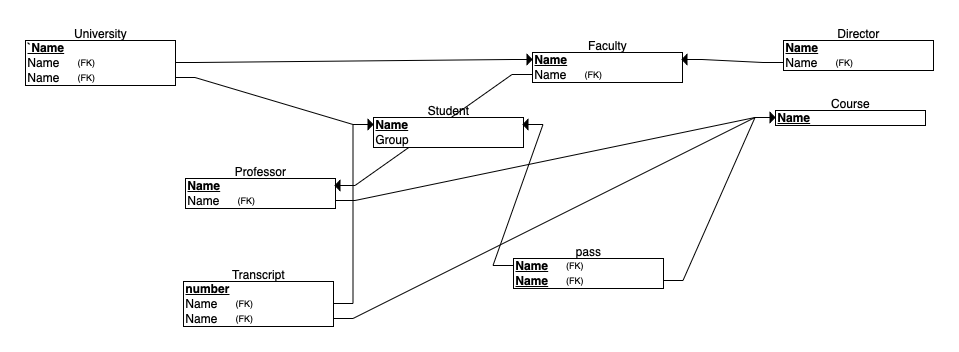 University
`Name
Name (FK)
Name (FK)
Faculty
Name
Name (FK)
Director
Name
Name (FK)
Student
Name
Group
Course
Name
Professor
Name
Name (FK)
pass
Name (FK)
Name (FK)
Transcript
number
Name (FK)
Name (FK)